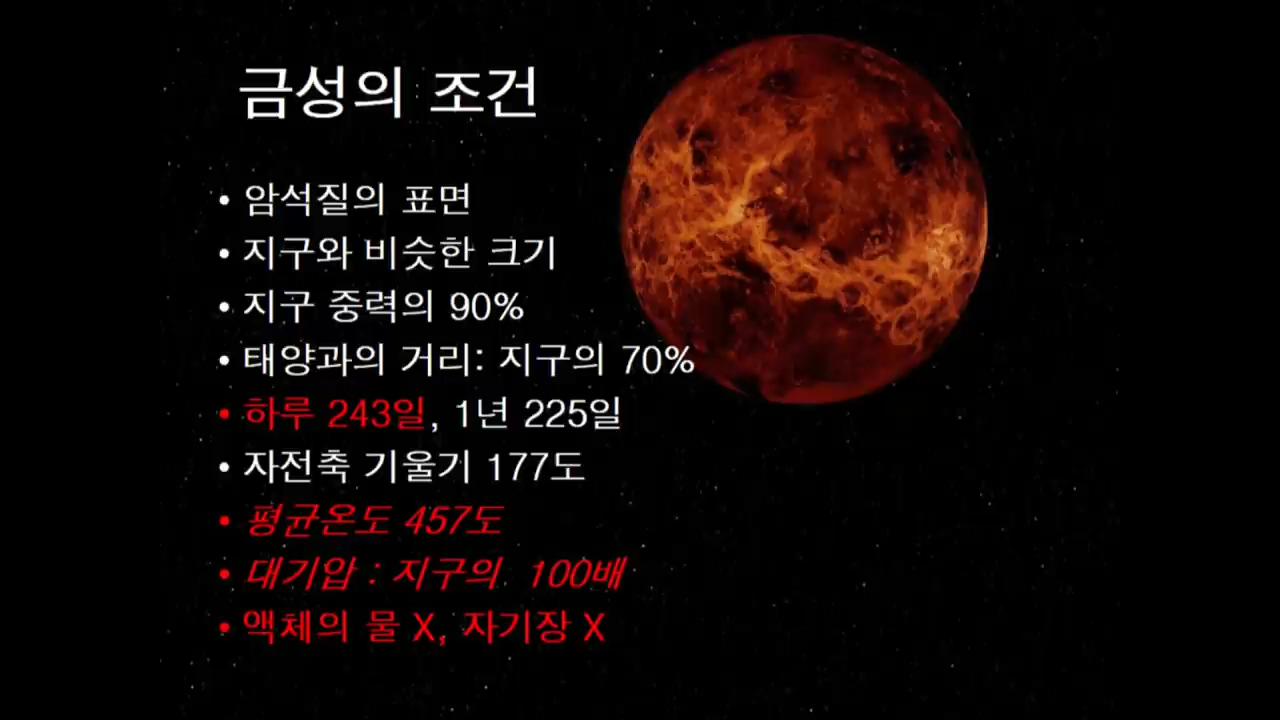 금성의 조건
• 암석질의 표면
• 지구와 비슷한 크기
• 지구 중력의 90%
• 태양과의 거리: 지구의 70%
• 하루 243일, 1년 225일
• 자전축 기울기 177도
• 평균온도 457도
• 대기압 : 지구의 100배
• 액체의 물 X, 자기장 X